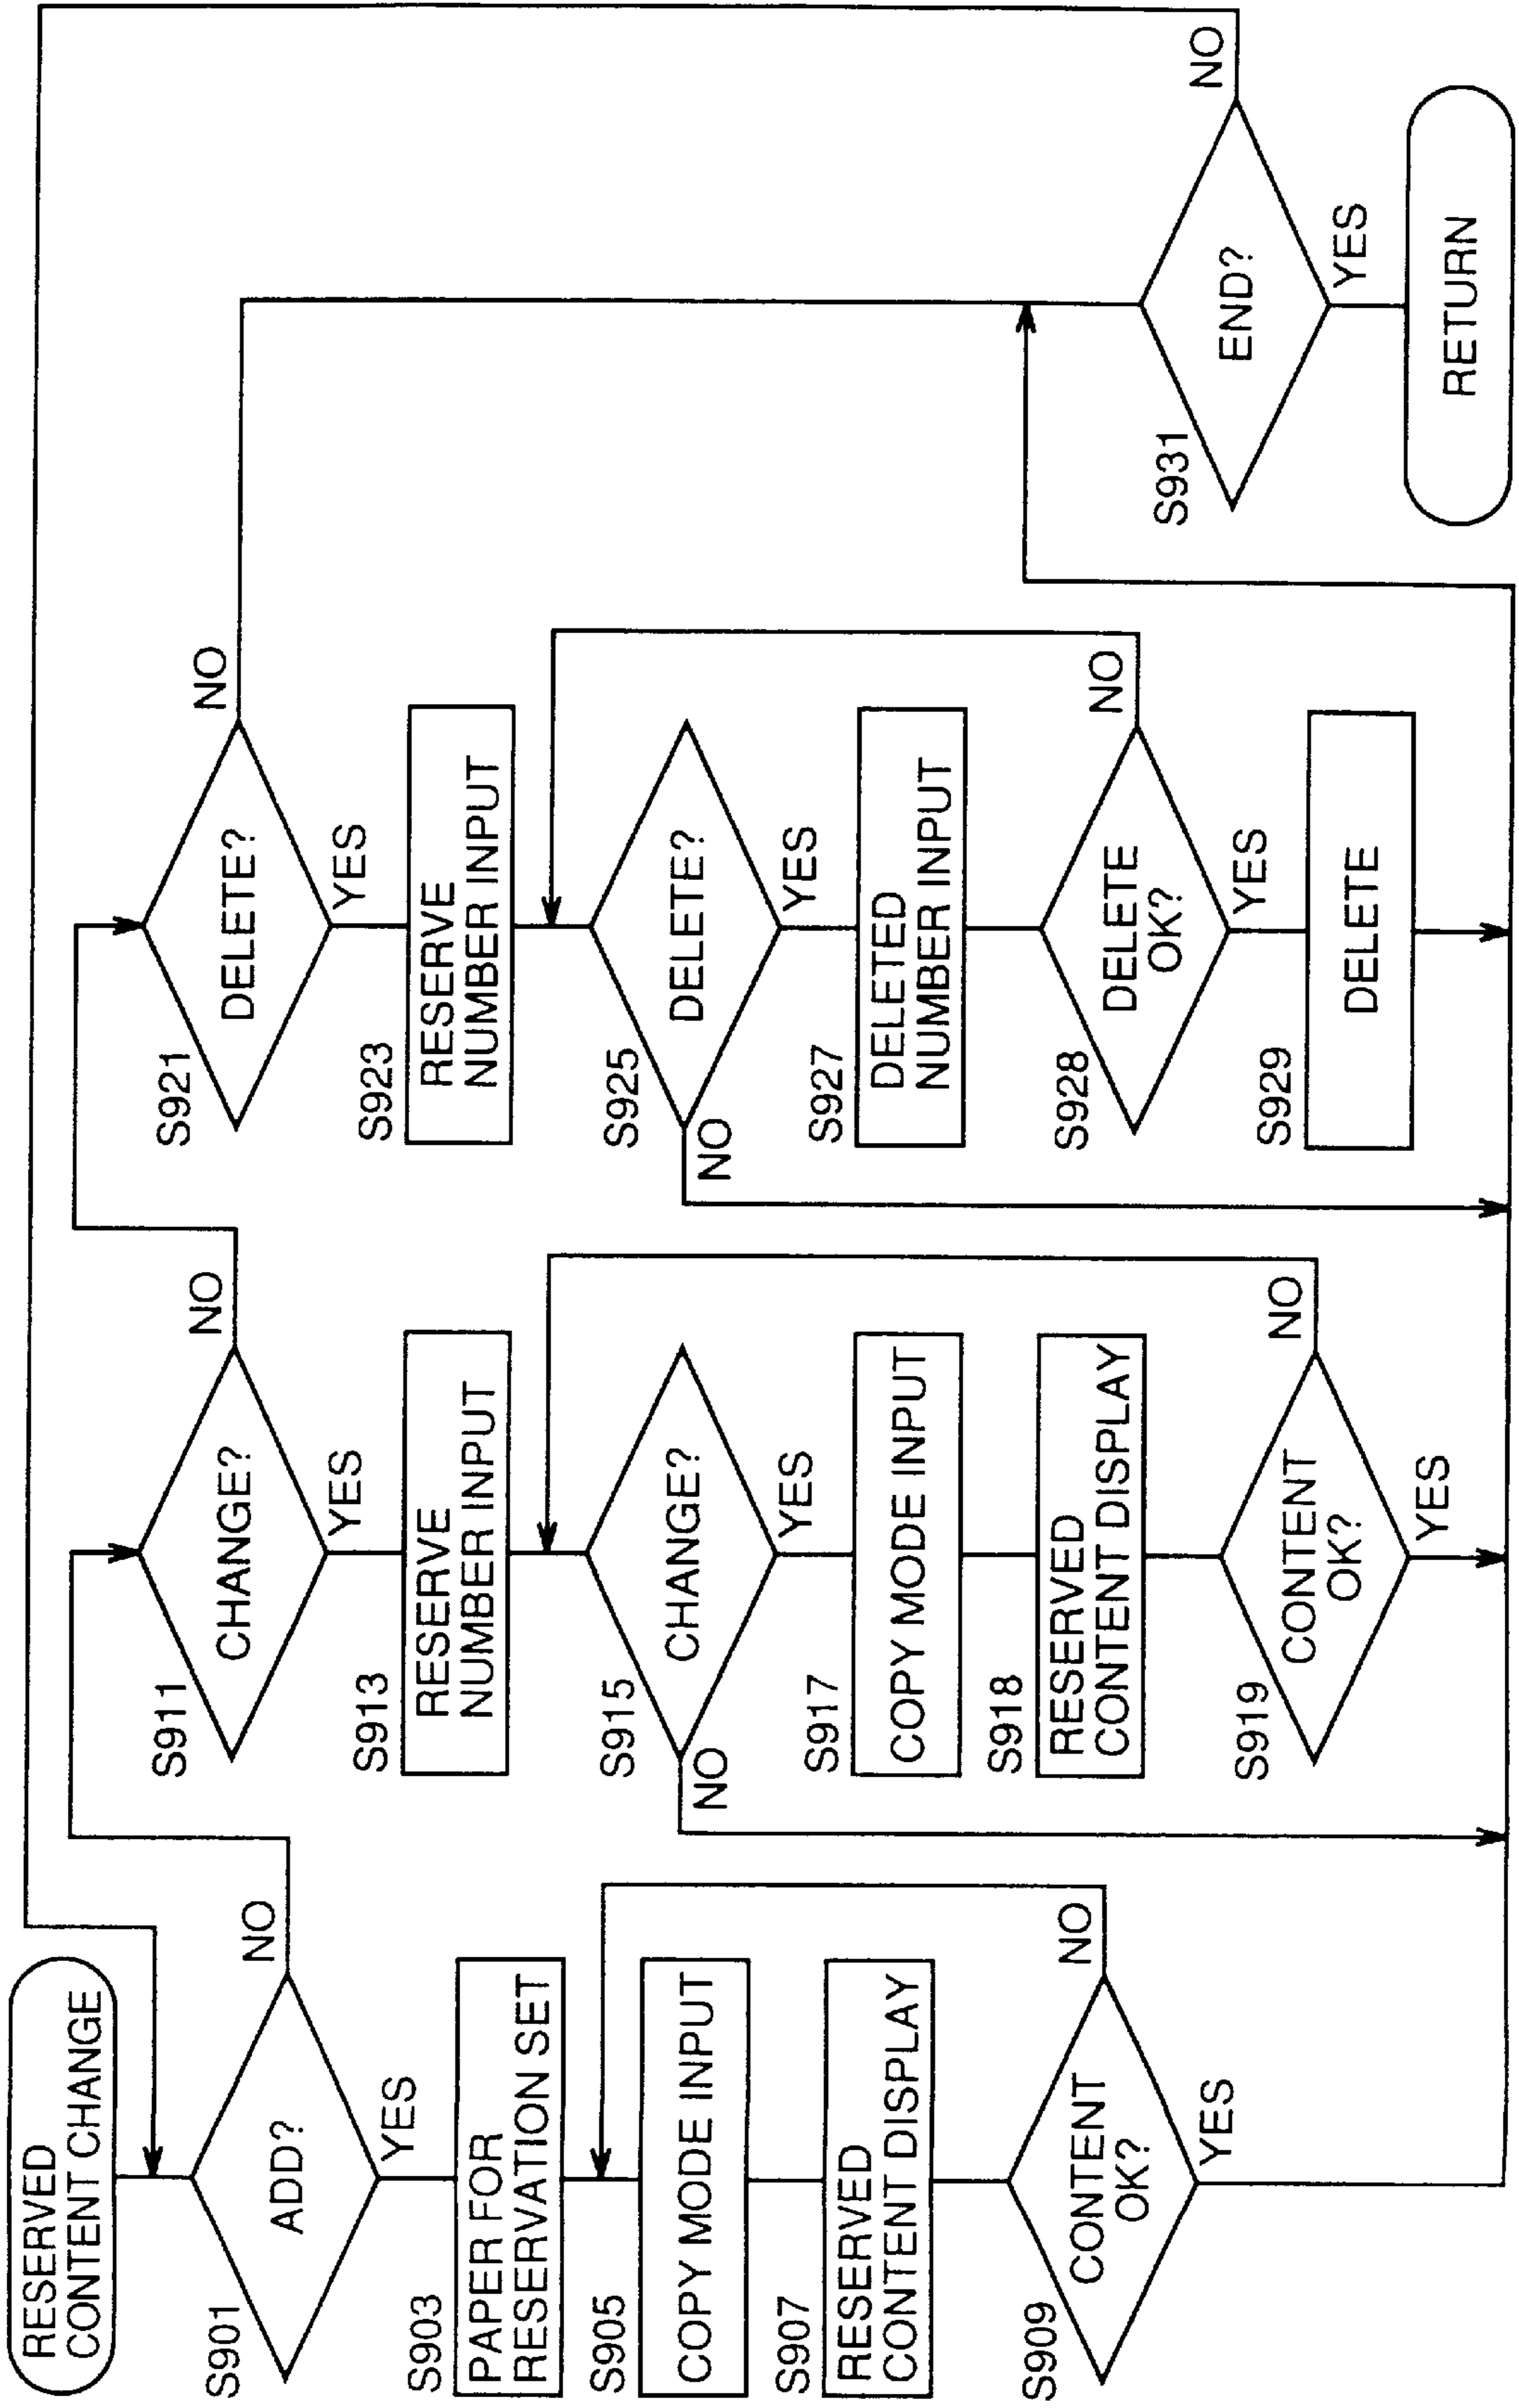 RESERVED
CONTENT CHANGE
S901
ADD?
NO
YES
S903
PAPER FOR
RESERVATION SET
S905
COPY MODE INPUT
S907
RESERVED
CONTENT DISPLAY
S909
CONTENT
OK?
NO
YES
S911
CHANGE?
NO
YES
S913
RESERVE
NUMBER INPUT
S915
CHANGE?
NO
YES
S917
COPY MODE INPUT
S918
RESERVED
CONTENT DISPLAY
S919
CONTENT
OK?
NO
YES
S921
DELETE?
NO
YES
S923
RESERVE
NUMBER INPUT
S925
DELETE?
NO
YES
S927
DELETED
NUMBER INPUT
S928
DELETE
OK?
NO
YES
S929
DELETE
S931
END?
NO
YES
RETURN